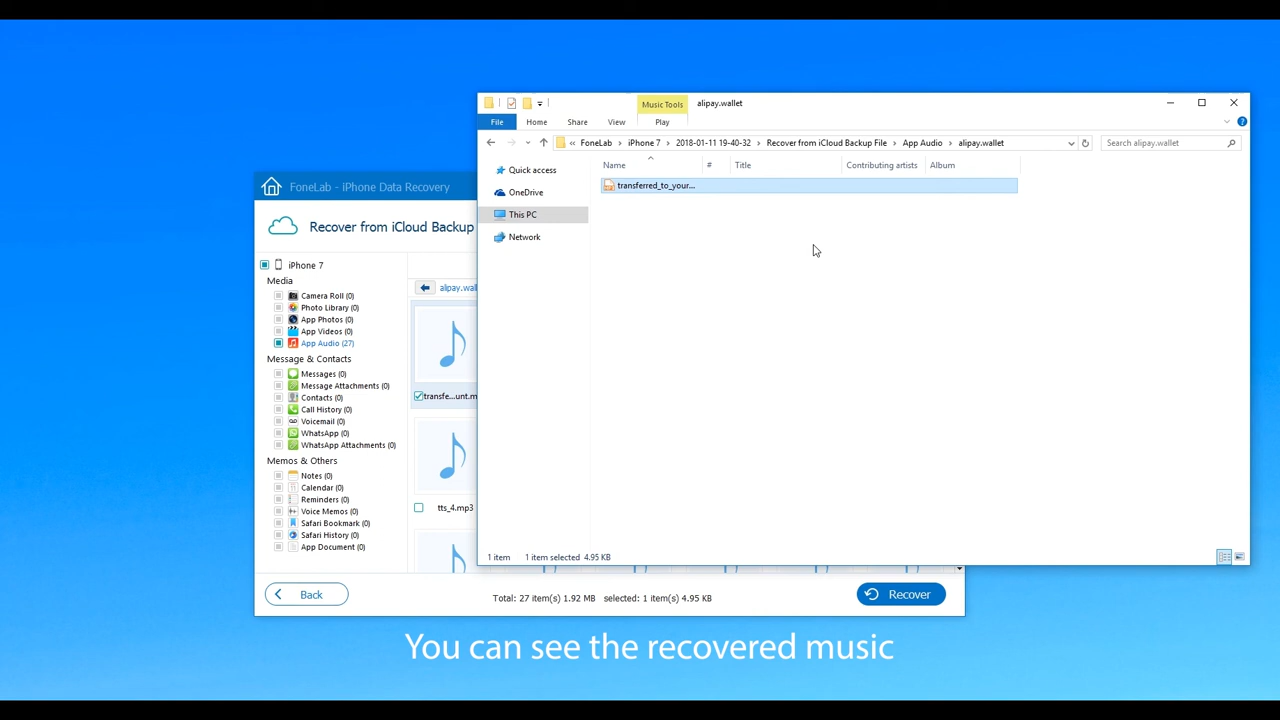 Music Tools
alipay.wallet
File
Home
Share
View
Play
« FoneLab › iPhone 7 › 2018-01-11 19-40-32 › Recover from iCloud Backup File › App Audio › alipay.wallet
Search alipay.wallet
Quick access
OneDrive
This PC
Network
Name
#
Title
Contributing artists
Album
transferred_to_your...
1 item
1 item selected 4.95 KB
FoneLab - iPhone Data Recovery
Recover from iCloud Backup
iPhone 7
Media
Camera Roll (0)
Photo Library (0)
App Photos (0)
App Videos (0)
App Audio (27)
Message & Contacts
Messages (0)
Message Attachments (0)
Contacts (0)
Call History (0)
Voicemail (0)
WhatsApp (0)
WhatsApp Attachments (0)
Memos & Others
Notes (0)
Calendar (0)
Reminders (0)
Voice Memos (0)
Safari Bookmark (0)
Safari History (0)
App Document (0)
alipay.wal
transfe...unt.m
tts_4.mp3
Back
Total: 27 item(s) 1.92 MB selected: 1 item(s) 4.95 KB
Recover
You can see the recovered music